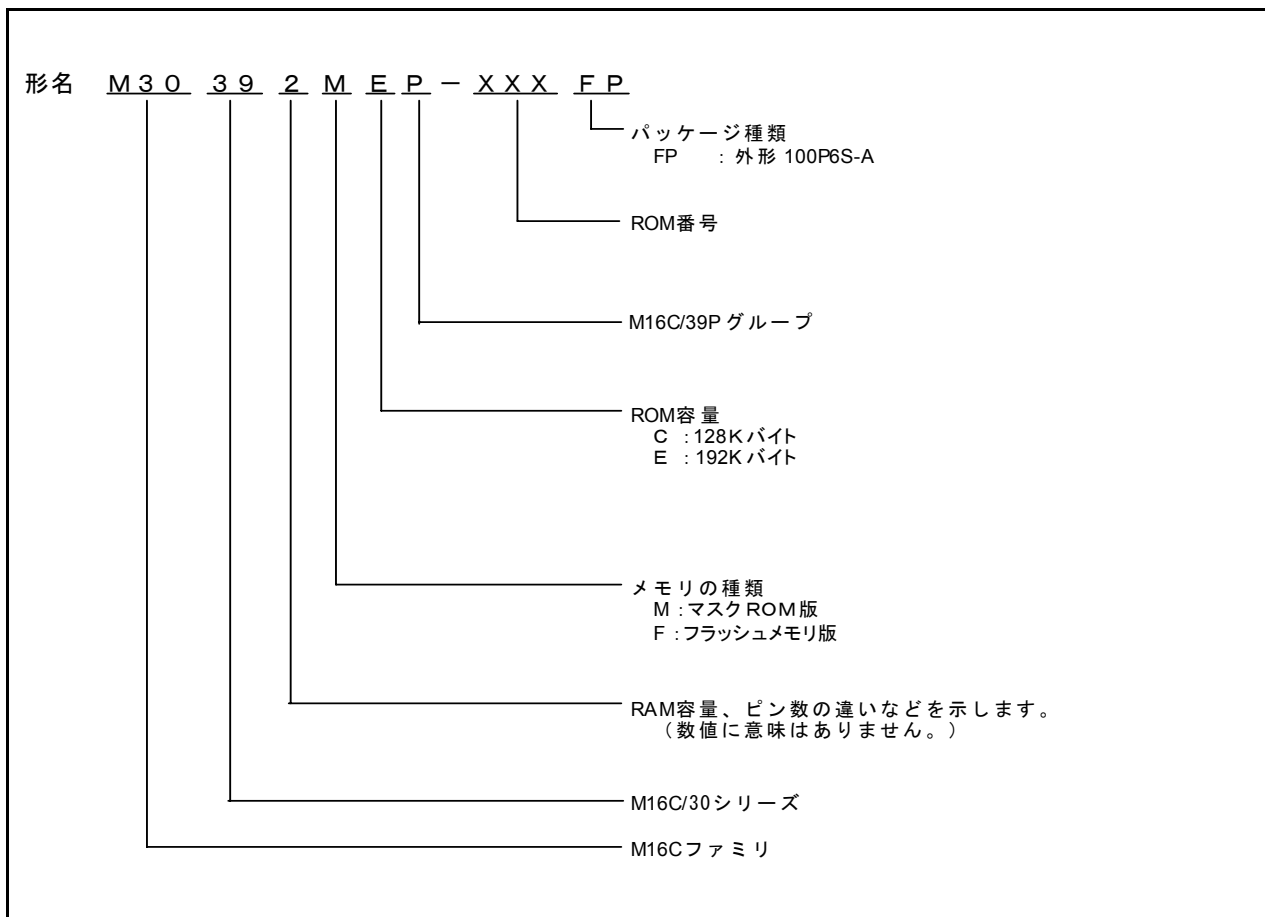 形名 M30 39 2 M E P － XXX FP
パッケージ種類
FP : 外形 100P6S-A
ROM番号
M16C/39P グループ
ROM容量
C : 128K バイト
E : 192K バイト
メモリの種類
M : マスク ROM 版
F : フラッシュメモリ版
RAM容量、ピン数の違いなどを示します。
（数値に意味はありません。）
M16C/30シリーズ
M16Cファミリ